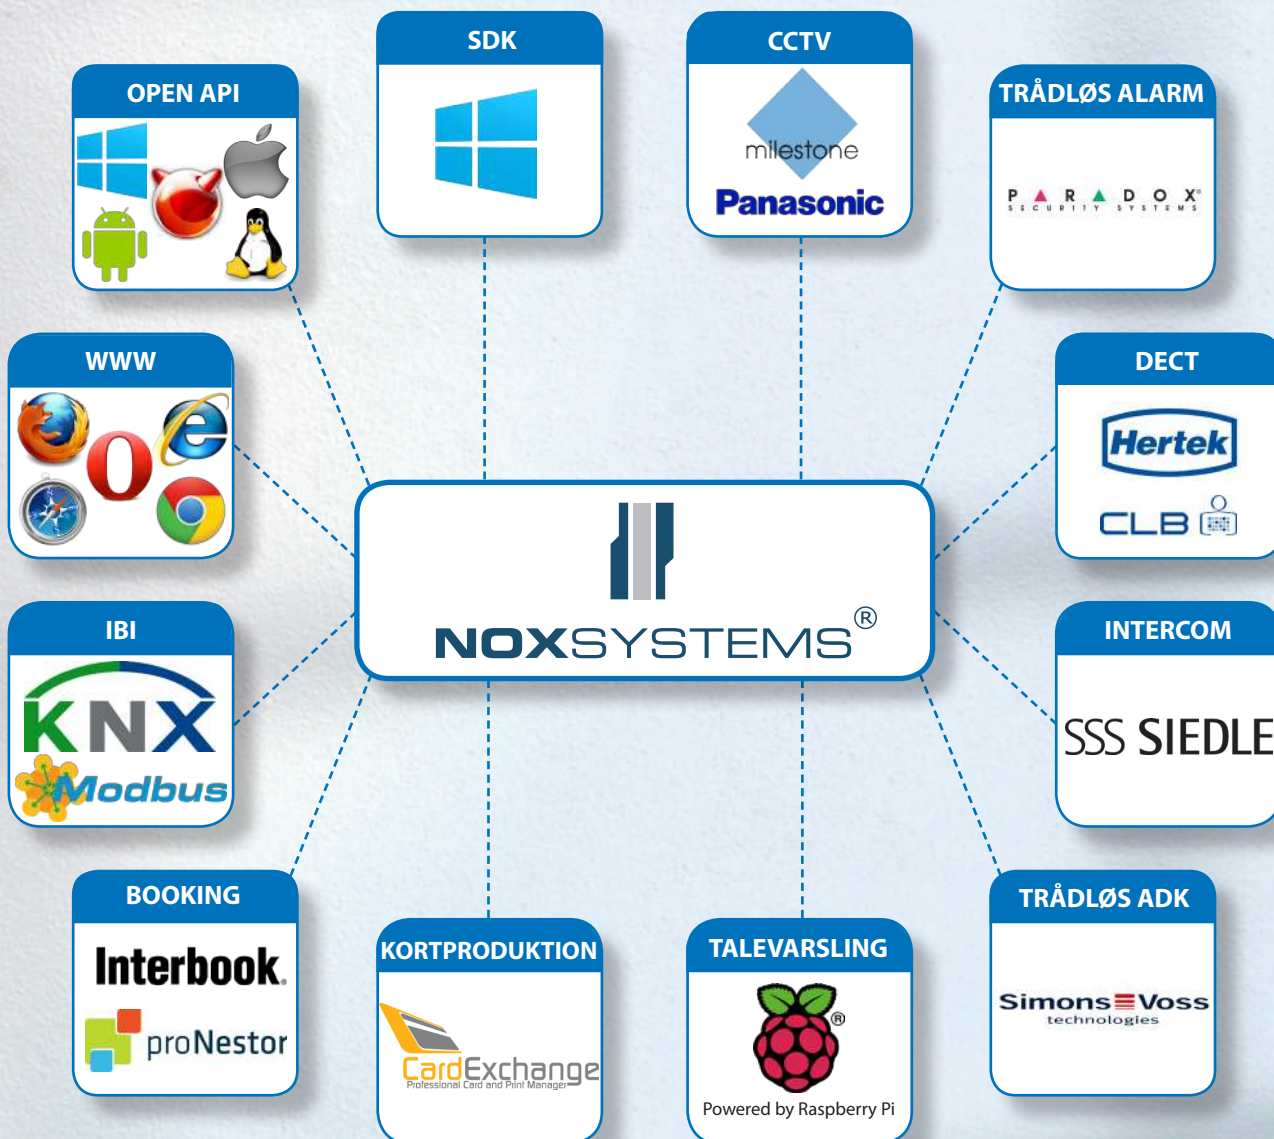 SDK
CCTV
milestone
Panasonic
OPEN API
TRÅDLØS ALARM
PARADOX®
SECURITY SYSTEMS
WWW
DECT
Hertek
CLB
NOXSYSTEMS®
IBI
KNX
Modbus
INTERCOM
SSS SIEDLE
BOOKING
Interbook®
proNestor
KORTPRODUKTION
CardExchange
Professional Card and Print Manager
TALEVARSLING
®
Powered by Raspberry Pi
TRÅDLØS ADK
SimonsVoss
technologies